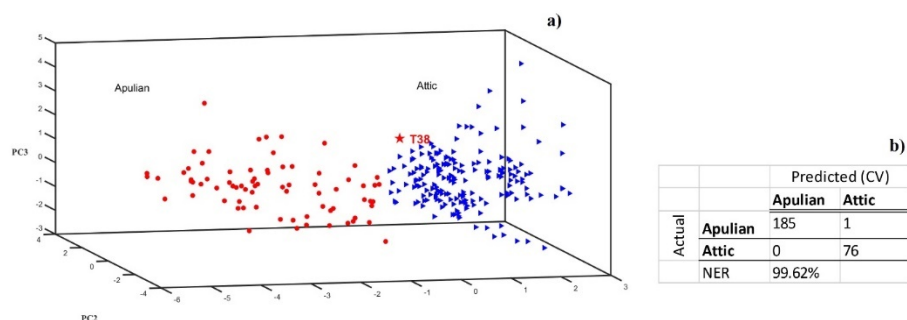 a)
5
4
3
2
1
0
-1
-2
-3
PC3
Apulian
Attic
T38
4
2
0
-2
-4
PC2
-6
-5
-4
-3
-2
-1
0
1
2
3
b)
Predicted (CV)
Apulian Attic
Actual
Apulian 185 1
Attic 0 76
NER 99.62%